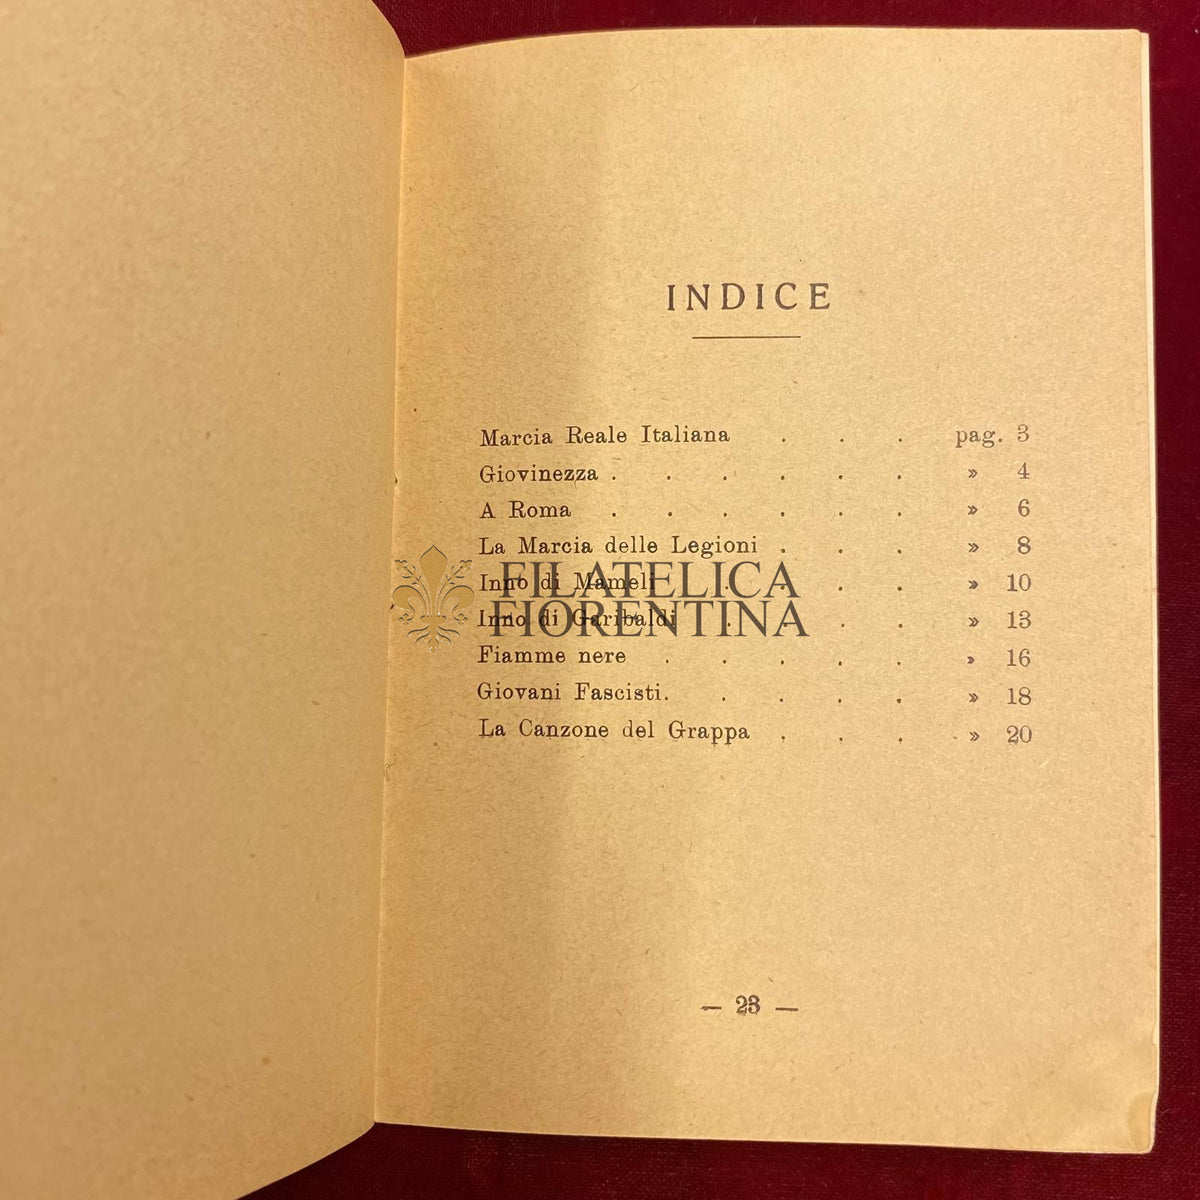 INDICE
Marcia Reale Italiana . . . pag. 3
Giovinezza . . . . . . » 4
A Roma . . . . . . » 6
La Marcia delle Legioni . . . » 8
Inno di Mameli . . . . » 10
Inno di Garibaldi . . . . » 13
Fiamme nere . . . . . » 16
Giovani Fascisti. . . . . » 18
La Canzone del Grappa . . . » 20
FILATELICA
FIORENTINA
— 23 —